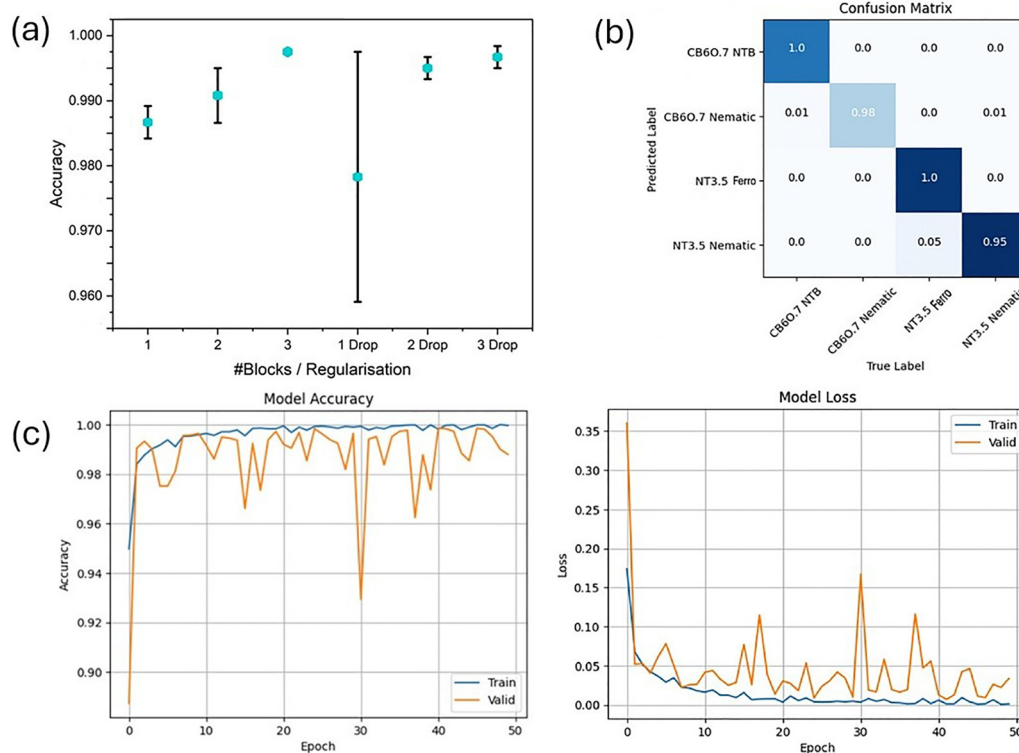 (a)
1.000
0.990
0.980
0.970
0.960
Accuracy
1 2 3 1 Drop 2 Drop 3 Drop
#Blocks / Regularisation
(b)
Confusion Matrix
Predicted Label
CB6O.7 NTB 1.0 0.0 0.0 0.0
CB6O.7 Nematic 0.01 0.98 0.0 0.01
NT3.5 Ferro 0.0 0.0 1.0 0.0
NT3.5 Nematic 0.0 0.0 0.05 0.95
CB6O.7 NTB
CB6O.7 Nematic
NT3.5 Ferro
NT3.5 Nematic
True Label
(c)
Model Accuracy
1.00
0.98
0.96
0.94
0.92
0.90
Accuracy
Train
Valid
0 10 20 30 40 50
Epoch
Model Loss
0.35
0.30
0.25
0.20
0.15
0.10
0.05
0.00
Loss
Train
Valid
0 10 20 30 40 50
Epoch